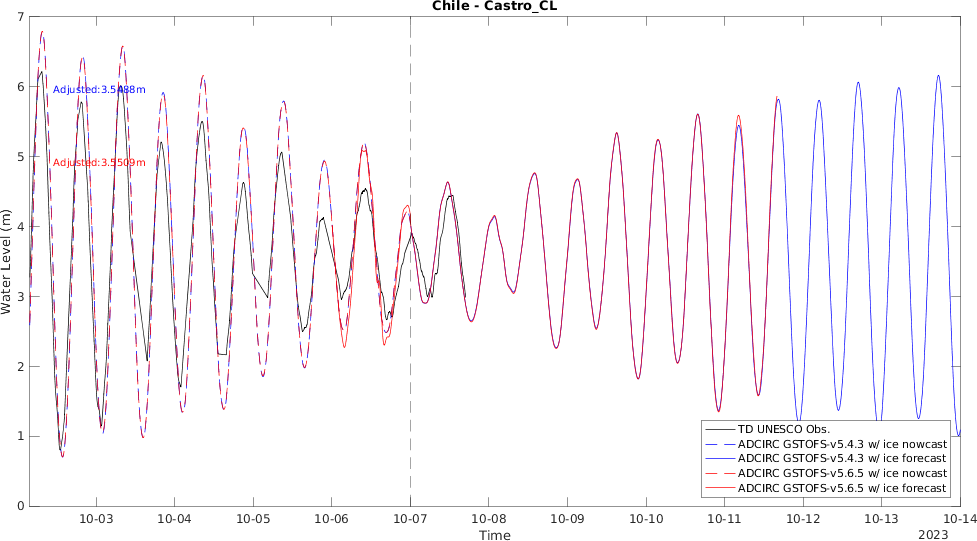 Chile - Castro_CL
7
6
5
4
3
2
1
0
Water Level (m)
Adjusted:3.5488m
Adjusted:3.5509m
TD UNESCO Obs.
ADCIRC GSTOFS-v5.4.3 w/ ice nowcast
ADCIRC GSTOFS-v5.4.3 w/ ice forecast
ADCIRC GSTOFS-v5.6.5 w/ ice nowcast
ADCIRC GSTOFS-v5.6.5 w/ ice forecast
10-03 10-04 10-05 10-06 10-07 10-08 10-09 10-10 10-11 10-12 10-13 10-14
Time
2023